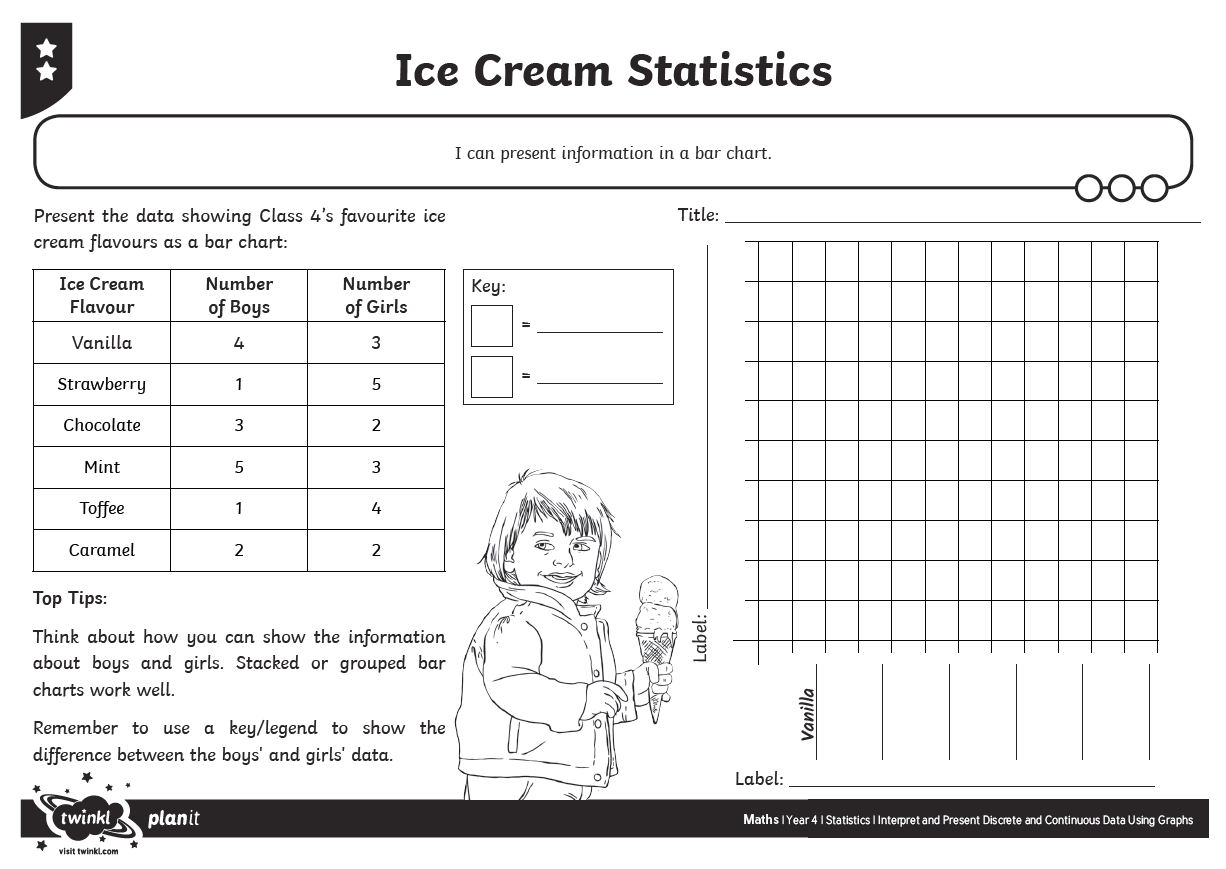 Ice Cream Statistics
I can present information in a bar chart.
Present the data showing Class 4's favourite ice
cream flavours as a bar chart:
Ice Cream Flavour Number of Boys Number of Girls
Vanilla 4 3
Strawberry 1 5
Chocolate 3 2
Mint 5 3
Toffee 1 4
Caramel 2 2
Top Tips:
Think about how you can show the information
about boys and girls. Stacked or grouped bar
charts work well.
Remember to use a key/legend to show the
difference between the boys' and girls' data.
Key:
=
=
Title:
Label:
Vanilla
Label:
twinkl planit
visit twinkl.com
Maths | Year 4 | Statistics | Interpret and Present Discrete and Continuous Data Using Graphs